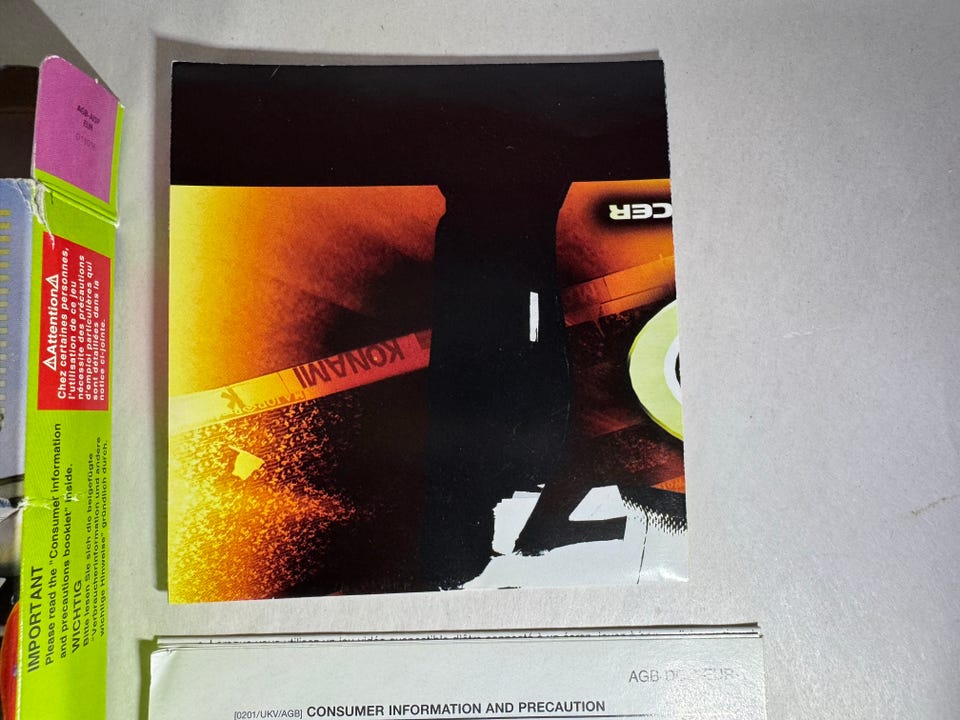 AGB-
EUR
⚠Attention⚠
Chez certaines personnes,
l'utilisation de ce jeu
nécessite des précautions
d'emploi particulières qui
sont détaillées dans la
notice ci-jointe.
IMPORTANT
Please read the "Consumer information
and precautions booklet" inside.
WICHTIG
Bitte lesen Sie sich die beigefügte
"Verbraucherinformation und andere
wichtige Hinweise" gründlich durch.
CER
KONAMI
K
AGB EUR
[0201/UKV/AGB] CONSUMER INFORMATION AND PRECAUTION